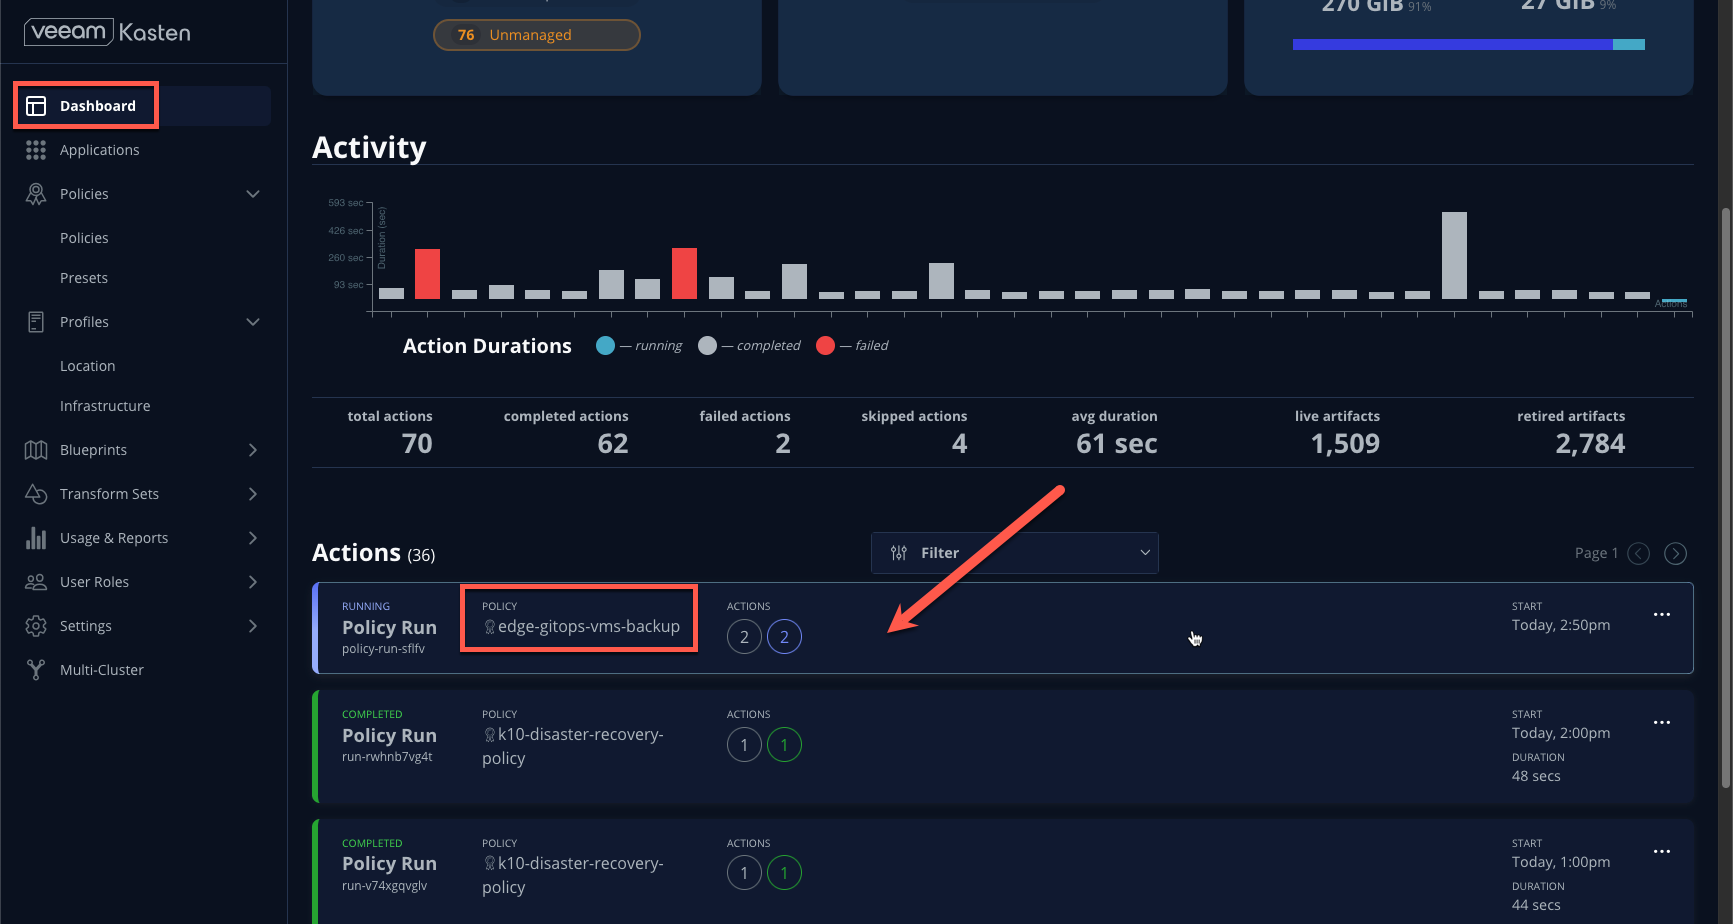 veeam Kasten
Dashboard
Applications
Policies
Policies
Presets
Profiles
Location
Infrastructure
Blueprints
Transform Sets
Usage & Reports
User Roles
Settings
Multi-Cluster
76 Unmanaged
270 GiB 91%
27 GiB 9%
Activity
593 sec
426 sec
260 sec
93 sec
Duration (sec)
Actions
Action Durations — running — completed — failed
total actions completed actions failed actions skipped actions avg duration live artifacts retired artifacts
70 62 2 4 61 sec 1,509 2,784
Actions (36)
Filter
Page 1
RUNNING
Policy Run
policy-run-sflfv
POLICY
edge-gitops-vms-backup
ACTIONS
2 2
START
Today, 2:50pm
COMPLETED
Policy Run
run-rwhnb7vg4t
POLICY
k10-disaster-recovery-
policy
ACTIONS
1 1
START
Today, 2:00pm
DURATION
48 secs
COMPLETED
Policy Run
run-v74xgqvglv
POLICY
k10-disaster-recovery-
policy
ACTIONS
1 1
START
Today, 1:00pm
DURATION
44 secs